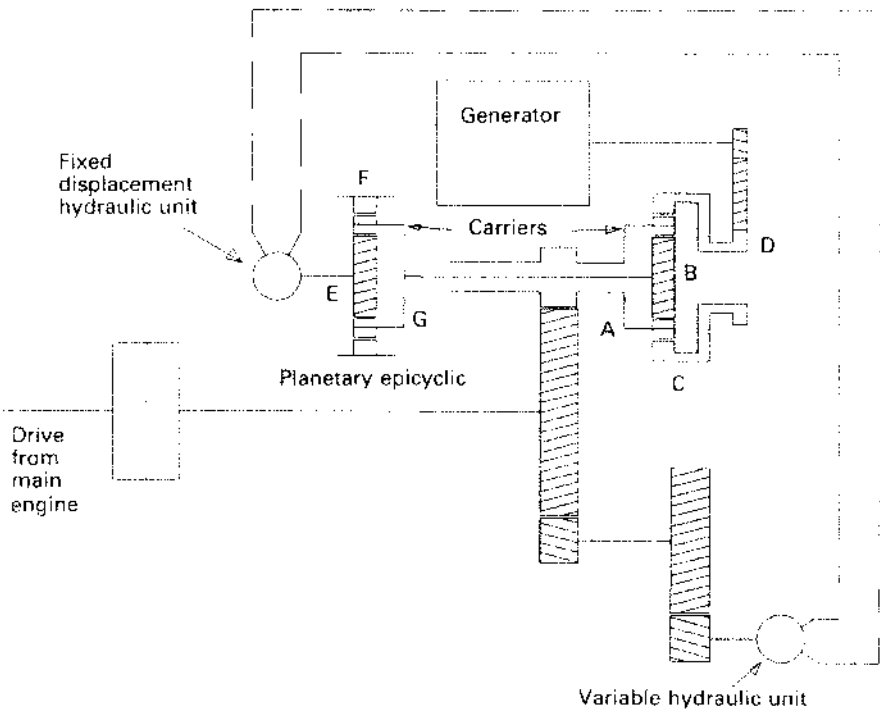 Generator
Fixed
displacement
hydraulic unit
F
Carriers
D
B
E
G
A
Planetary epicyclic
C
Drive
from
main
engine
Variable hydraulic unit